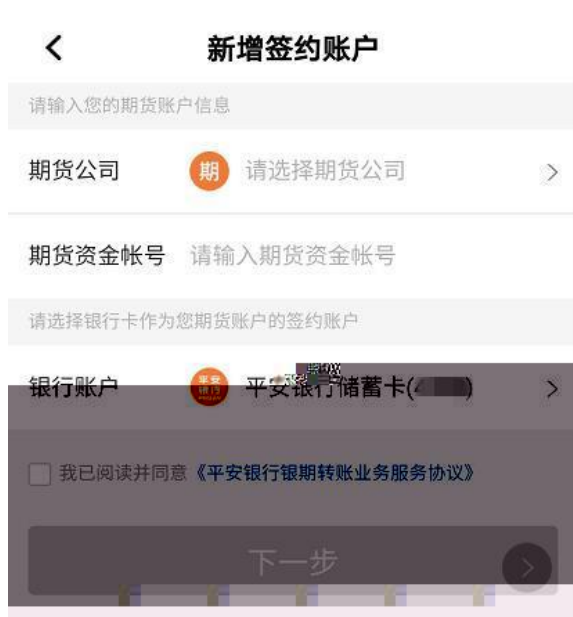 新增签约账户
请输入您的期货账户信息
期货公司 期 请选择期货公司
期货资金帐号 请输入期货资金帐号
请选择银行卡作为您期货账户的签约账户
银行账户 平安银行 平安银行储蓄卡(4
我已阅读并同意《平安银行银期转账业务服务协议》
下一步